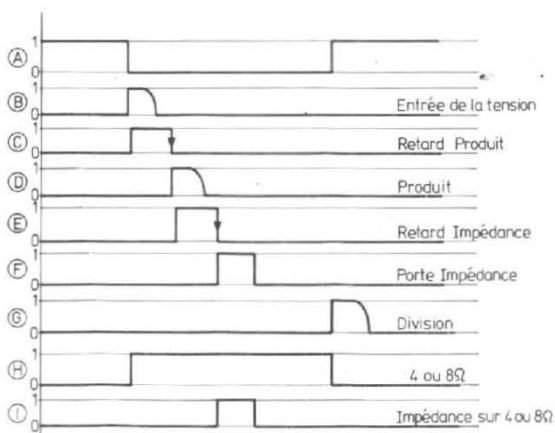 1
A
0
1
B
0
Entrée de la tension
1
C
0
Retard Produit
1
D
0
Produit
1
E
0
Retard Impédance
1
F
0
Porte Impédance
1
G
0
Division
1
H
0
4 ou 8Ω
1
I
0
Impédance sur 4 ou 8Ω